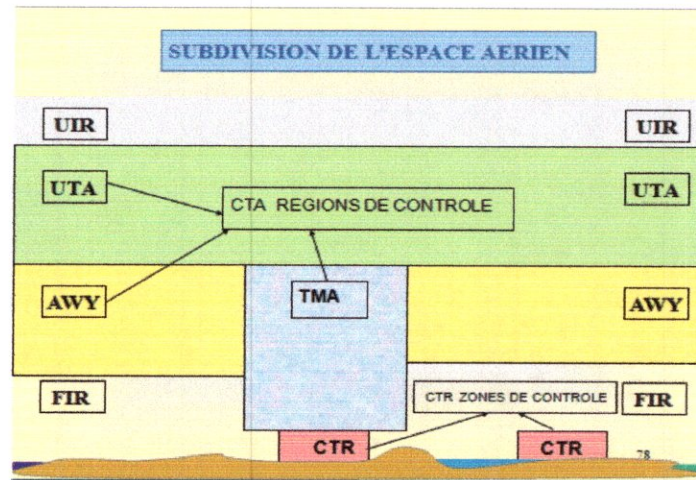 SUBDIVISION DE L'ESPACE AERIEN
UIR
UIR
UTA
CTA REGIONS DE CONTROLE
UTA
AWY
TMA
AWY
FIR
CTR ZONES DE CONTROLE
FIR
CTR
CTR
78